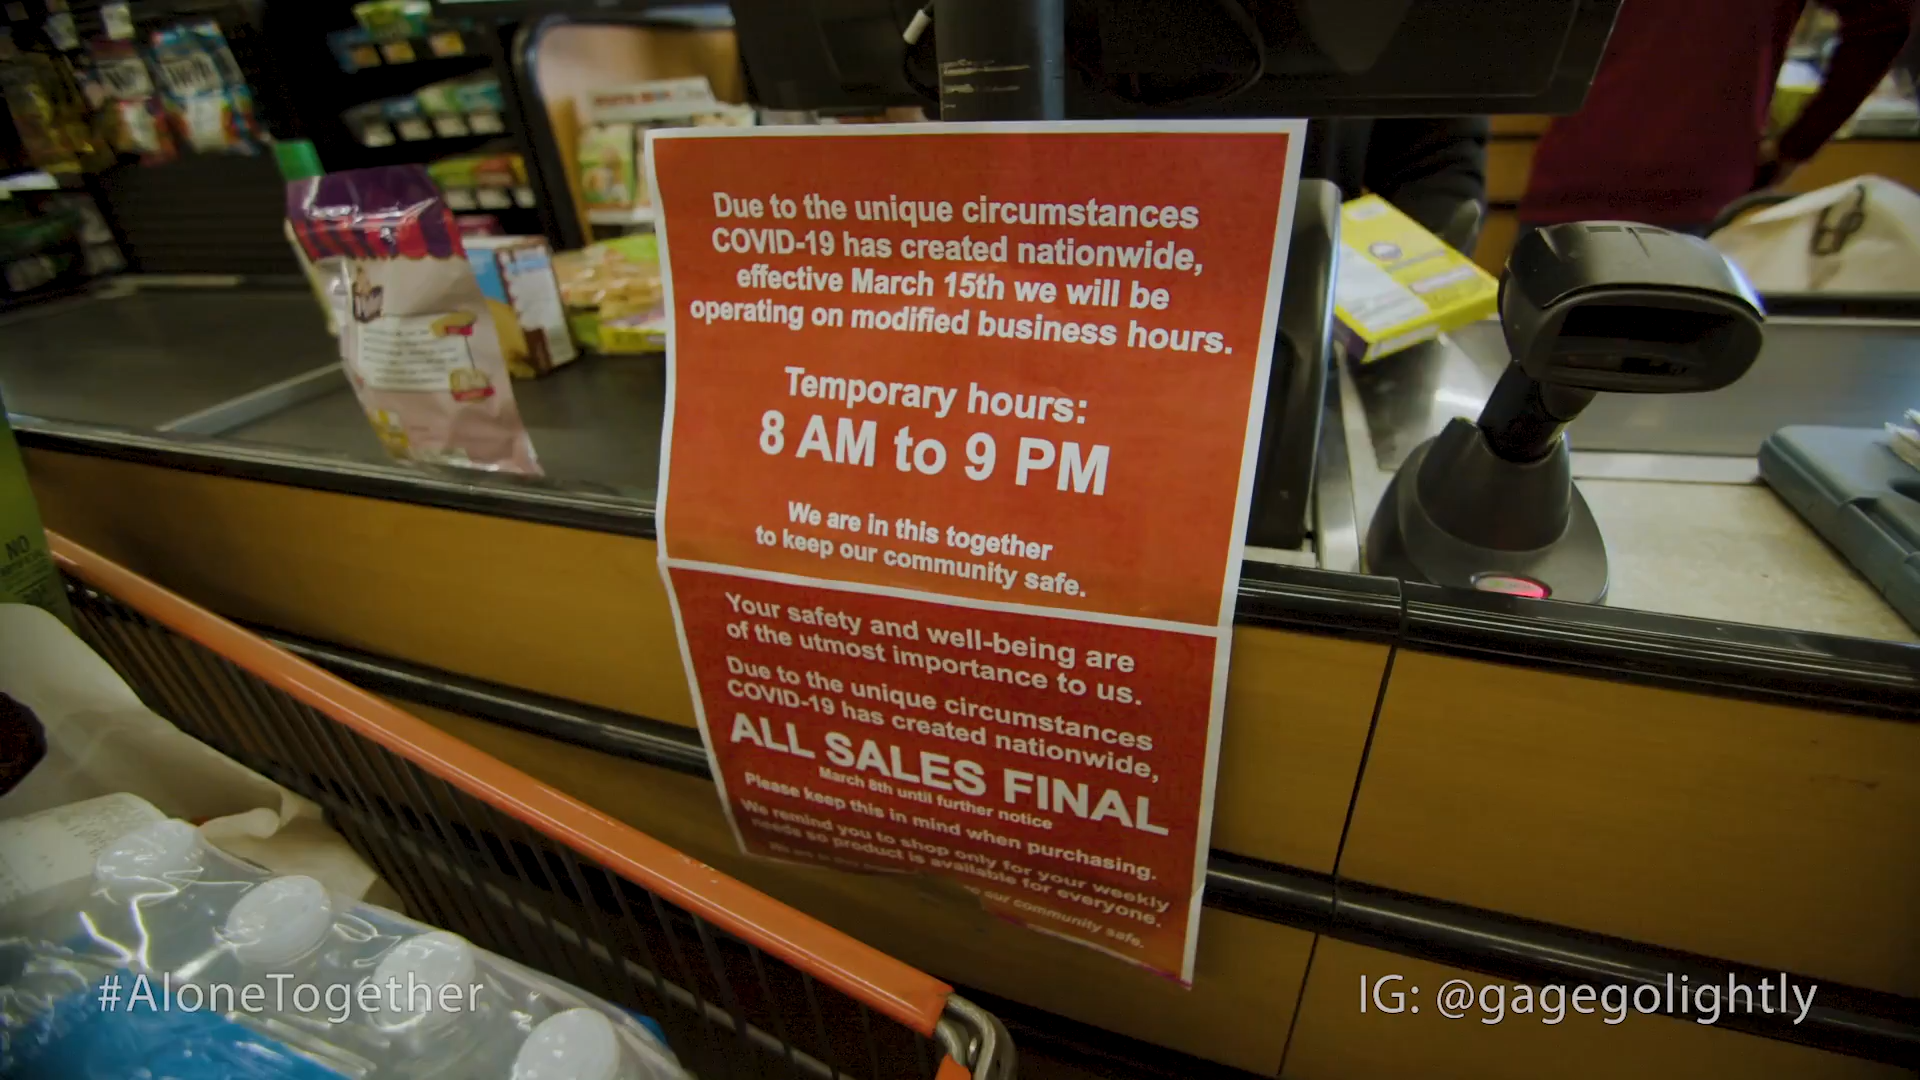 Due to the unique circumstances
COVID-19 has created nationwide,
effective March 15th we will be
operating on modified business hours.
Temporary hours:
8 AM to 9 PM
We are in this together
to keep our community safe.
Your safety and well-being are
of the utmost importance to us.
Due to the unique circumstances
COVID-19 has created nationwide,
ALL SALES FINAL
March 8th until further notice
Please keep this in mind when purchasing.
We remind you to shop only for your weekly
needs so product is available for everyone.
our community safe.
NO
#AloneTogether
IG: @gagegolightly